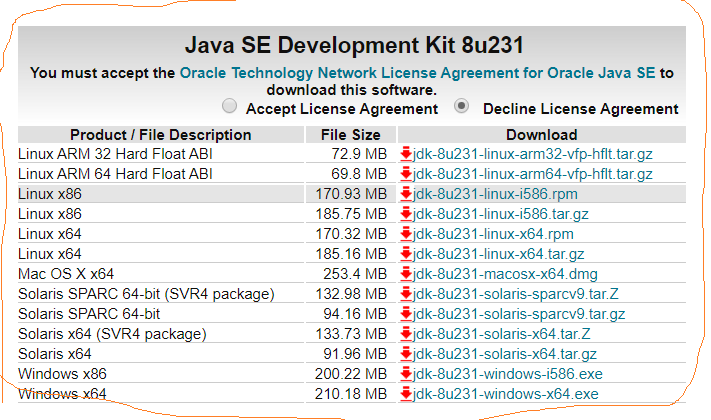 Java SE Development Kit 8u231
You must accept the Oracle Technology Network License Agreement for Oracle Java SE to
download this software.
Accept License Agreement Decline License Agreement
Product / File Description File Size Download
Linux ARM 32 Hard Float ABI 72.9 MB jdk-8u231-linux-arm32-vfp-hflt.tar.gz
Linux ARM 64 Hard Float ABI 69.8 MB jdk-8u231-linux-arm64-vfp-hflt.tar.gz
Linux x86 170.93 MB jdk-8u231-linux-i586.rpm
Linux x86 185.75 MB jdk-8u231-linux-i586.tar.gz
Linux x64 170.32 MB jdk-8u231-linux-x64.rpm
Linux x64 185.16 MB jdk-8u231-linux-x64.tar.gz
Mac OS X x64 253.4 MB jdk-8u231-macosx-x64.dmg
Solaris SPARC 64-bit (SVR4 package) 132.98 MB jdk-8u231-solaris-sparcv9.tar.Z
Solaris SPARC 64-bit 94.16 MB jdk-8u231-solaris-sparcv9.tar.gz
Solaris x64 (SVR4 package) 133.73 MB jdk-8u231-solaris-x64.tar.Z
Solaris x64 91.96 MB jdk-8u231-solaris-x64.tar.gz
Windows x86 200.22 MB jdk-8u231-windows-i586.exe
Windows x64 210.18 MB jdk-8u231-windows-x64.exe